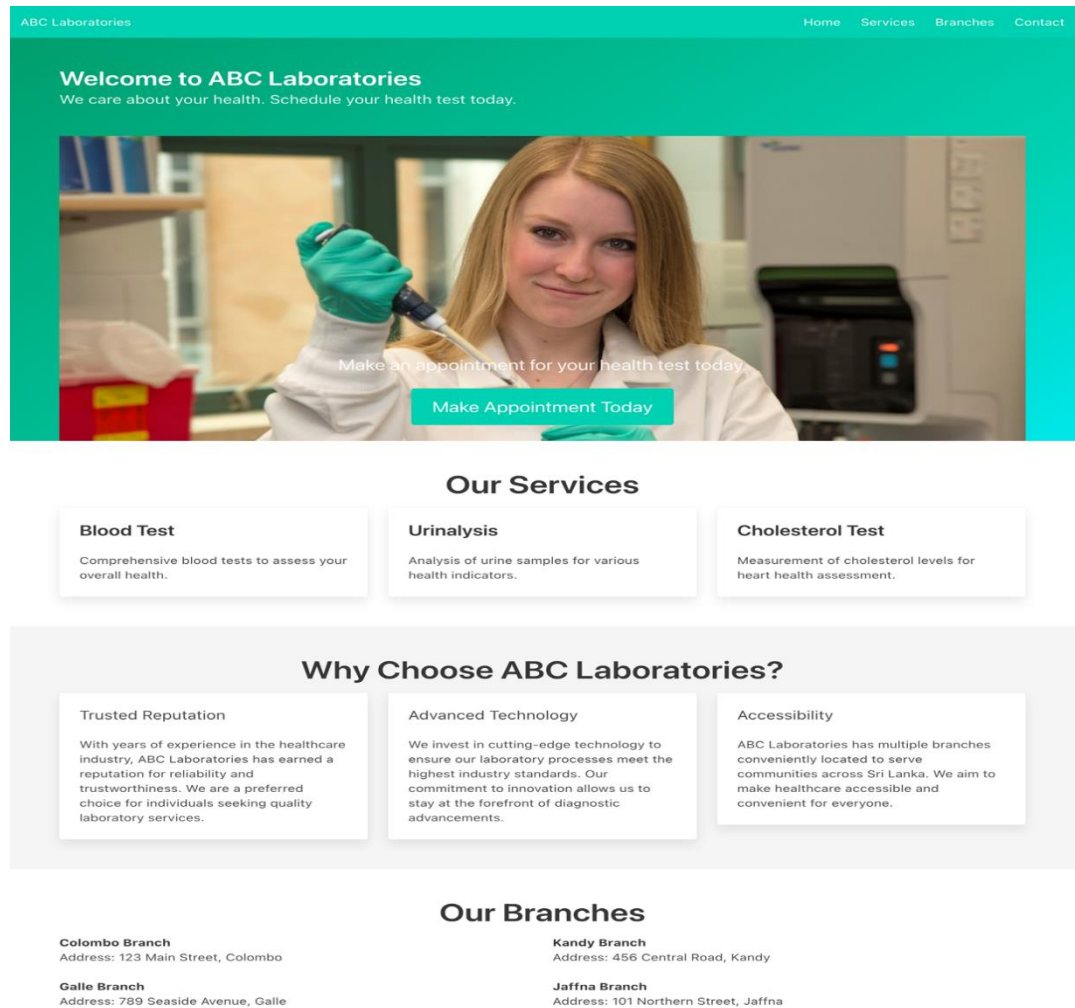 ABC Laboratories
Home Services Branches Contact
Welcome to ABC Laboratories
We care about your health. Schedule your health test today.
Make an appointment for your health test today.
Make Appointment Today
Our Services
Blood Test
Comprehensive blood tests to assess your
overall health.
Urinalysis
Analysis of urine samples for various
health indicators.
Cholesterol Test
Measurement of cholesterol levels for
heart health assessment.
Why Choose ABC Laboratories?
Trusted Reputation
With years of experience in the healthcare
industry, ABC Laboratories has earned a
reputation for reliability and
trustworthiness. We are a preferred
choice for individuals seeking quality
laboratory services.
Advanced Technology
We invest in cutting-edge technology to
ensure our laboratory processes meet the
highest industry standards. Our
commitment to innovation allows us to
stay at the forefront of diagnostic
advancements.
Accessibility
ABC Laboratories has multiple branches
conveniently located to serve
communities across Sri Lanka. We aim to
make healthcare accessible and
convenient for everyone.
Our Branches
Colombo Branch
Address: 123 Main Street, Colombo
Kandy Branch
Address: 456 Central Road, Kandy
Galle Branch
Address: 789 Seaside Avenue, Galle
Jaffna Branch
Address: 101 Northern Street, Jaffna